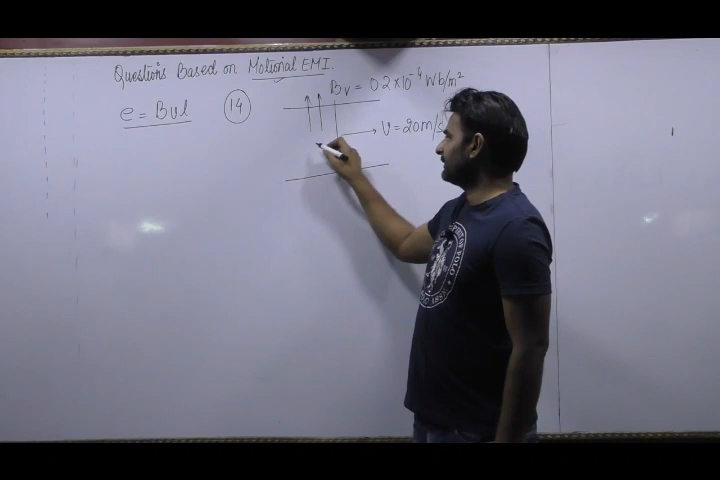 Questions Based on Motional EMI.
e = Bvl
14
Bv = 0.2×10⁻⁴ Wb/m²
v = 20m/s